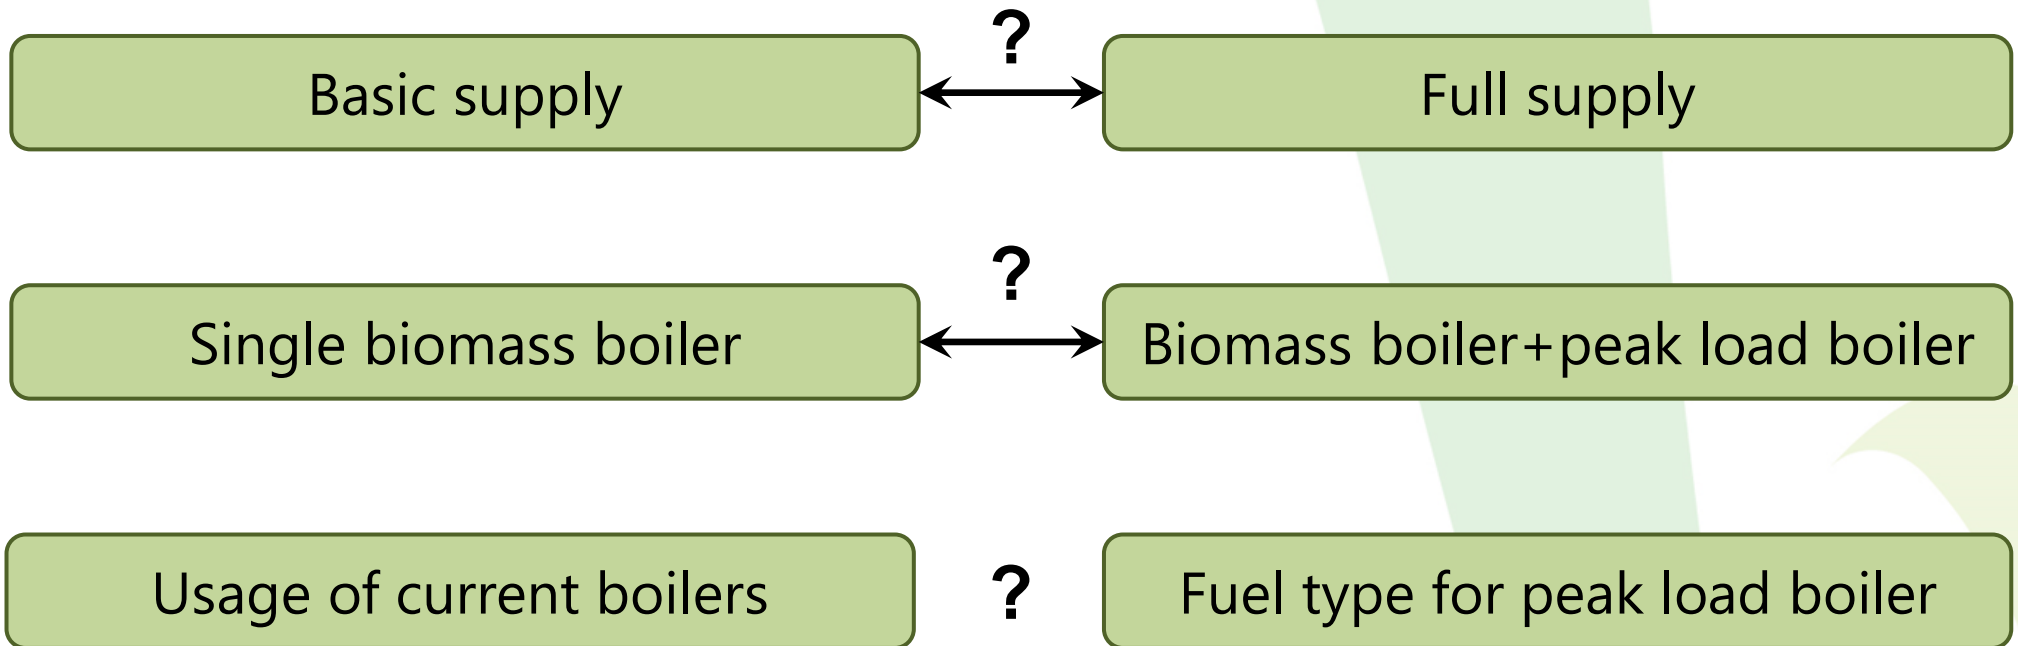 ?
Basic supply
Full supply
?
Single biomass boiler
Biomass boiler+peak load boiler
Usage of current boilers
?
Fuel type for peak load boiler